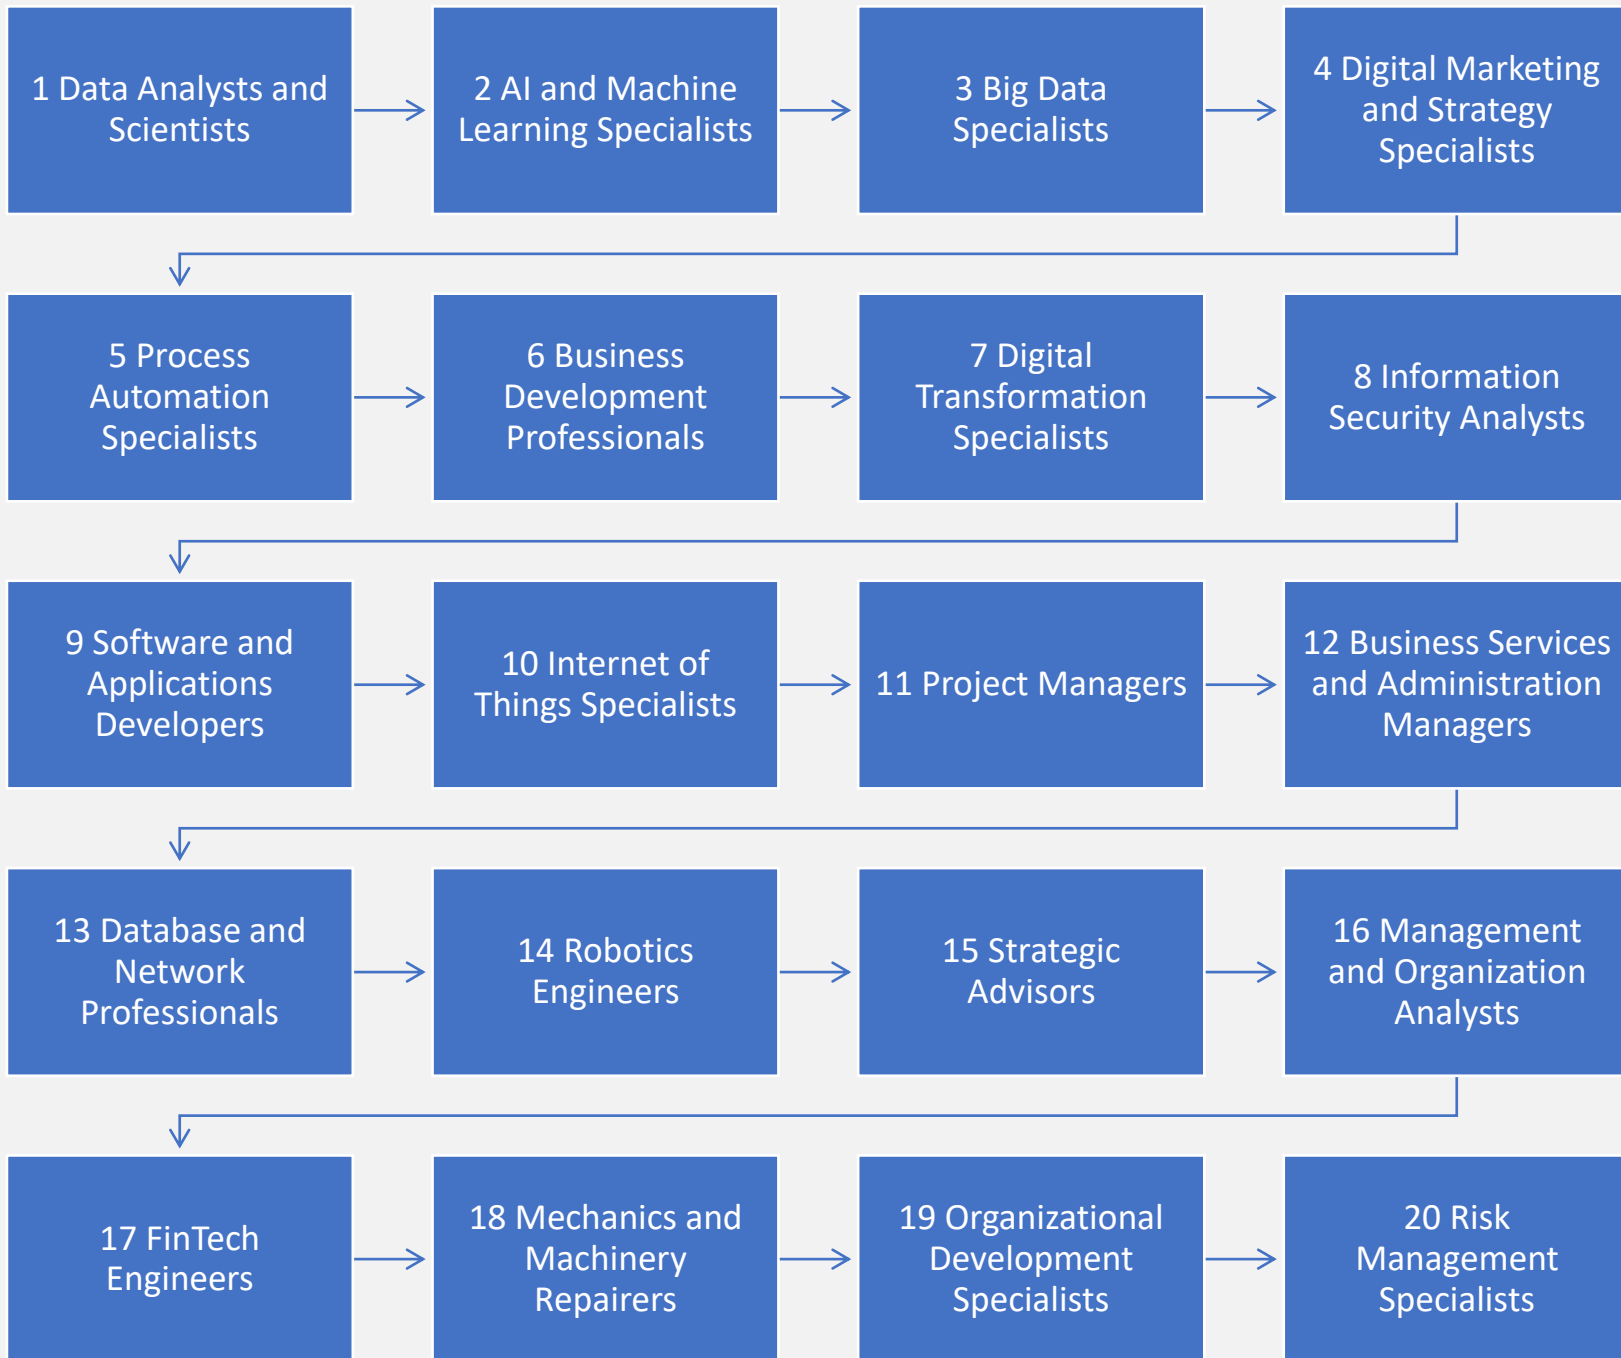 1 Data Analysts and
Scientists
2 AI and Machine
Learning Specialists
3 Big Data
Specialists
4 Digital Marketing
and Strategy
Specialists
5 Process
Automation
Specialists
6 Business
Development
Professionals
7 Digital
Transformation
Specialists
8 Information
Security Analysts
9 Software and
Applications
Developers
10 Internet of
Things Specialists
11 Project Managers
12 Business Services
and Administration
Managers
13 Database and
Network
Professionals
14 Robotics
Engineers
15 Strategic
Advisors
16 Management
and Organization
Analysts
17 FinTech
Engineers
18 Mechanics and
Machinery
Repairers
19 Organizational
Development
Specialists
20 Risk
Management
Specialists